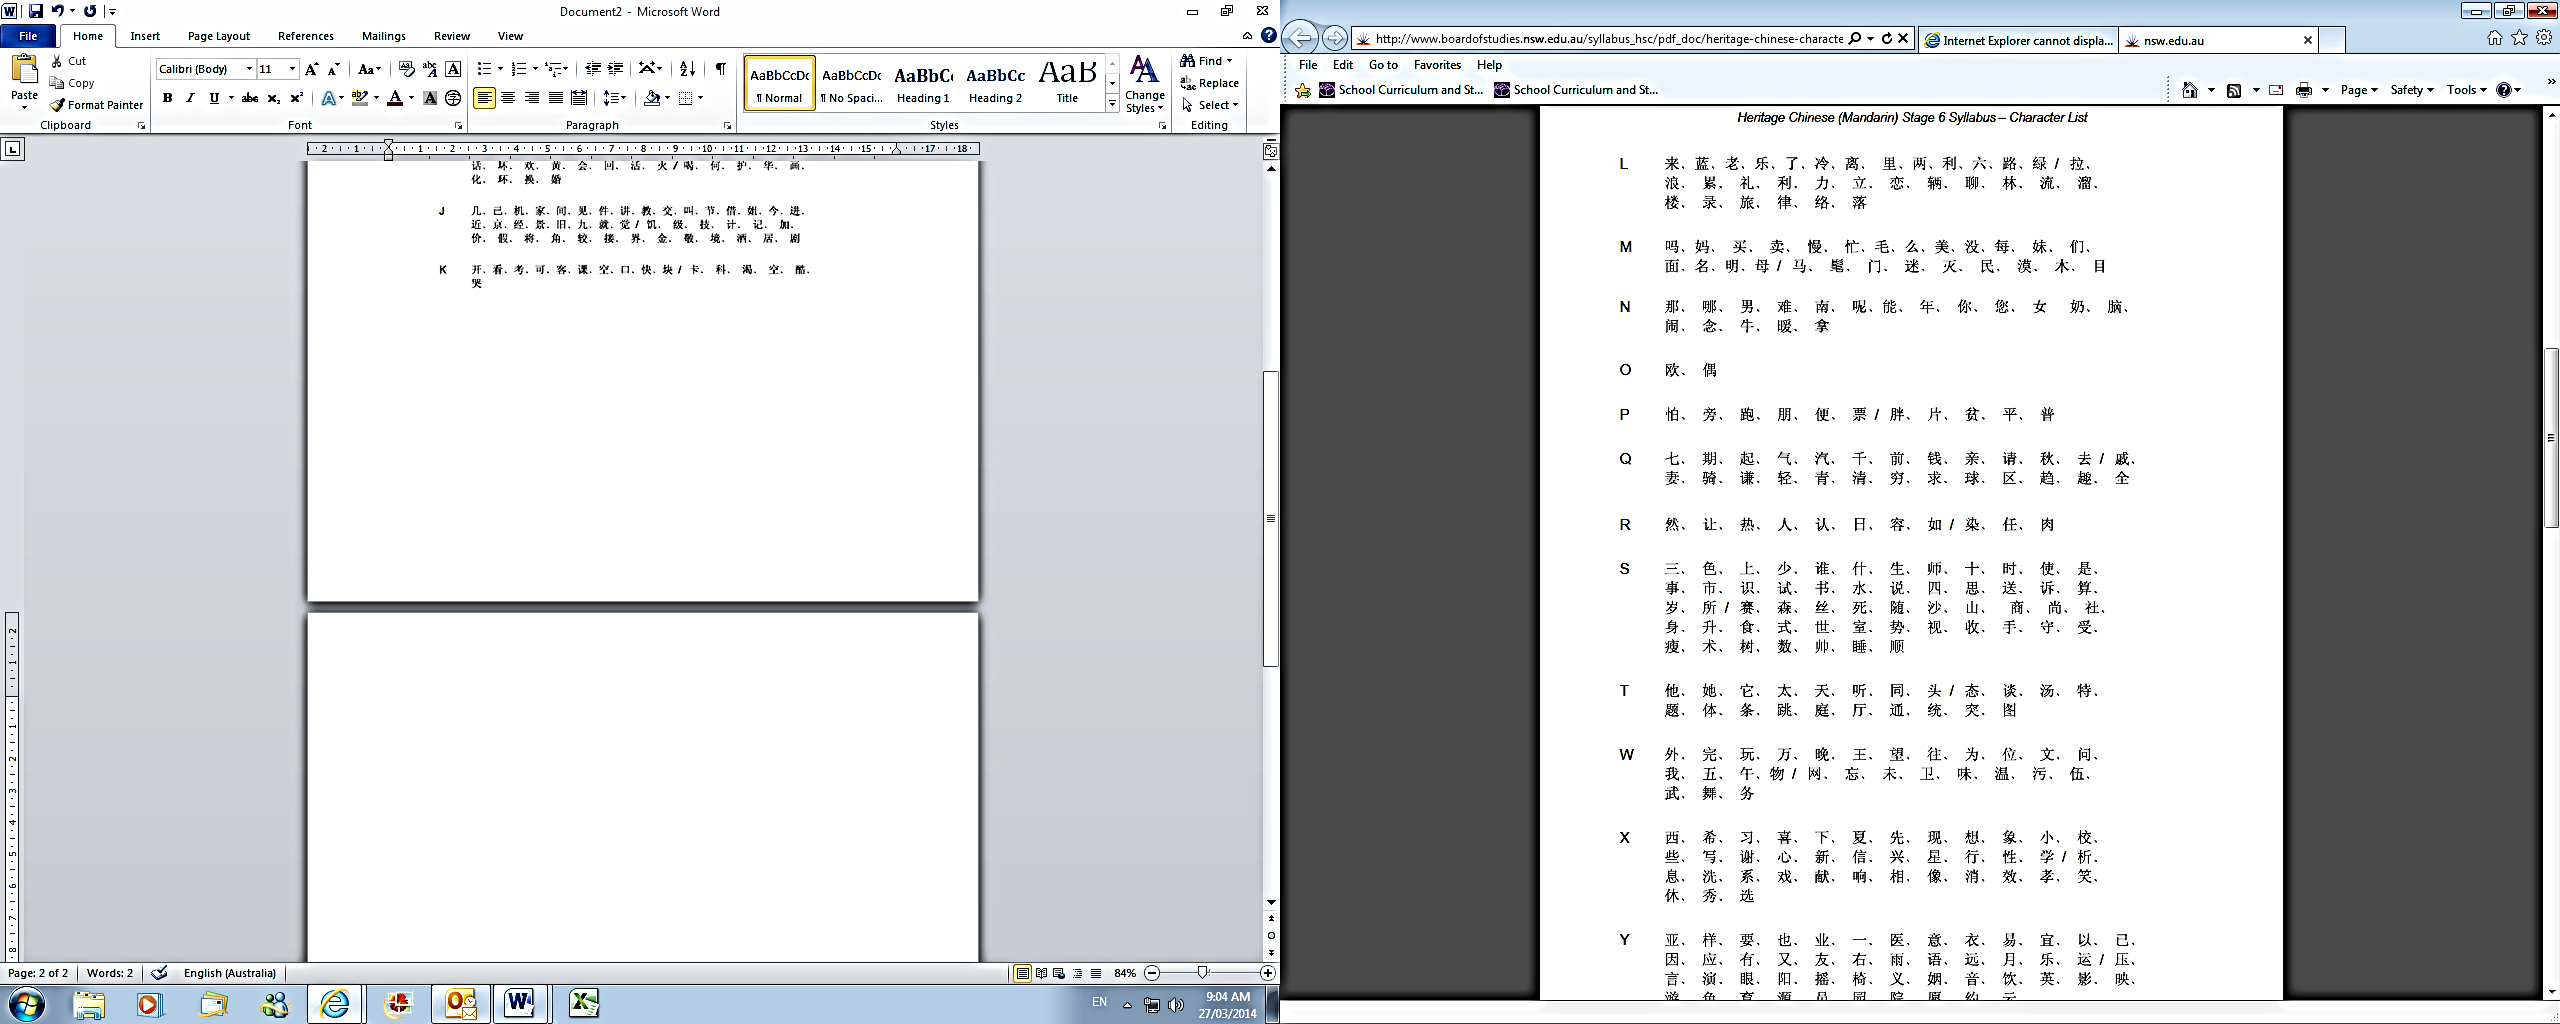 Document2 - Microsoft Word
File Home Insert Page Layout References Mailings Review View
Paste
Cut
Copy
Format Painter
Clipboard
Calibri (Body) 11
Font
Paragraph
AaBbCcDc AaBbCcDc AaBbC AaBbCc AaB
¶ Normal ¶ No Spaci... Heading 1 Heading 2 Title
Change Styles
Styles
Find
Replace
Select
Editing
话、坏、欢、黄、会、回、活、火 / 喝、何、护、华、画、
化、环、换、婚
J 几、己、机、家、间、见、件、讲、教、交、叫、节、借、姐、今、进、
近、京、经、景、旧、九、就、觉 / 饥、级、技、计、记、加、
价、假、将、角、较、接、界、金、敬、境、酒、居、剧
K 开、看、考、可、客、课、空、口、快、块 / 卡、科、渴、空、酷、
哭
Page: 2 of 2 Words: 2 English (Australia) 84%
EN 9:04 AM
27/03/2014
http://www.boardofstudies.nsw.edu.au/syllabus_hsc/pdf_doc/heritage-chinese-characte
Internet Explorer cannot displa...
nsw.edu.au
File Edit Go to Favorites Help
School Curriculum and St... School Curriculum and St...
Page Safety Tools
Heritage Chinese (Mandarin) Stage 6 Syllabus – Character List
L 来、蓝、老、乐、了、冷、离、里、两、利、六、路、绿 / 拉、
浪、累、礼、利、力、立、恋、辆、聊、林、流、溜、
楼、录、旅、律、络、落
M 吗、妈、买、卖、慢、忙、毛、么、美、没、每、妹、们、
面、名、明、母 / 马、髦、门、迷、灭、民、漠、木、目
N 那、哪、男、难、南、呢、能、年、你、您、女 奶、脑、
闹、念、牛、暖、拿
O 欧、偶
P 怕、旁、跑、朋、便、票 / 胖、片、贫、平、普
Q 七、期、起、气、汽、千、前、钱、亲、请、秋、去 / 戚、
妻、骑、谦、轻、青、清、穷、求、球、区、趋、趣、全
R 然、让、热、人、认、日、容、如 / 染、任、肉
S 三、色、上、少、谁、什、生、师、十、时、使、是、
事、市、识、试、书、水、说、四、思、送、诉、算、
岁、所 / 赛、森、丝、死、随、沙、山、商、尚、社、
身、升、食、式、世、室、势、视、收、手、守、受、
瘦、术、树、数、帅、睡、顺
T 他、她、它、太、天、听、同、头 / 态、谈、汤、特、
题、体、条、跳、庭、厅、通、统、突、图
W 外、完、玩、万、晚、王、望、往、为、位、文、问、
我、五、午、物 / 网、忘、未、卫、味、温、污、伍、
武、舞、务
X 西、希、习、喜、下、夏、先、现、想、象、小、校、
些、写、谢、心、新、信、兴、星、行、性、学 / 析、
息、洗、系、戏、献、响、相、像、消、效、孝、笑、
休、秀、选
Y 亚、样、要、也、业、一、医、意、衣、易、宜、以、已、
因、应、有、又、友、右、雨、语、远、月、乐、运 / 压、
言、演、眼、阳、摇、椅、义、姻、音、饮、英、影、映、